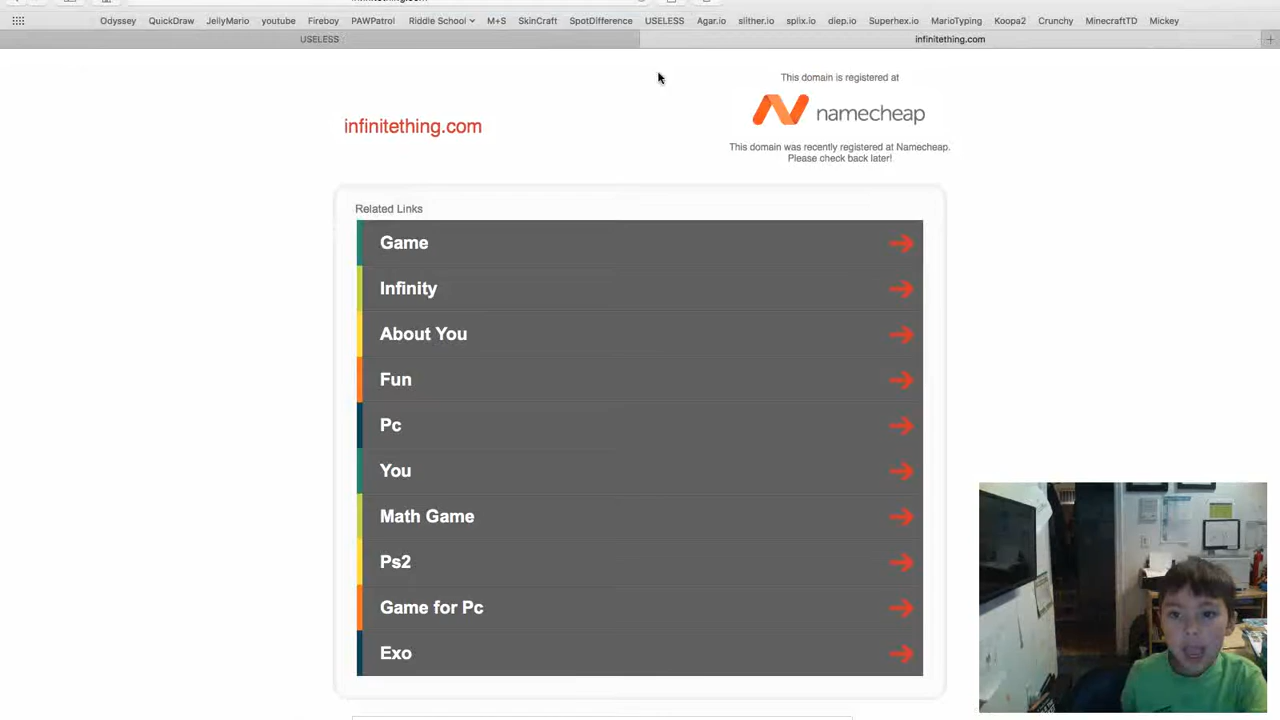 Odyssey QuickDraw JellyMario youtube Fireboy PAWPatrol Riddle School M+S SkinCraft SpotDifference USELESS Agar.io slither.io splix.io diep.io Superhex.io MarioTyping Koopa2 Crunchy MinecraftTD Mickey
USELESS infinitething.com
This domain is registered at
infinitething.com
namecheap
This domain was recently registered at Namecheap.
Please check back later!
Related Links
Game
Infinity
About You
Fun
Pc
You
Math Game
Ps2
Game for Pc
Exo